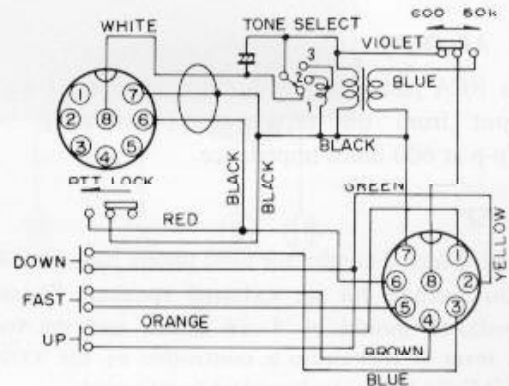 600 50k
WHITE
TONE SELECT
VIOLET
3
2
1
BLUE
1 7
2 8 6
3 4 5
BLACK
PTT LOCK
BLACK
BLACK
GREEN
YELLOW
RED
7 1
6 8 2
5 4 3
DOWN
FAST
ORANGE
UP
BROWN
BLUE